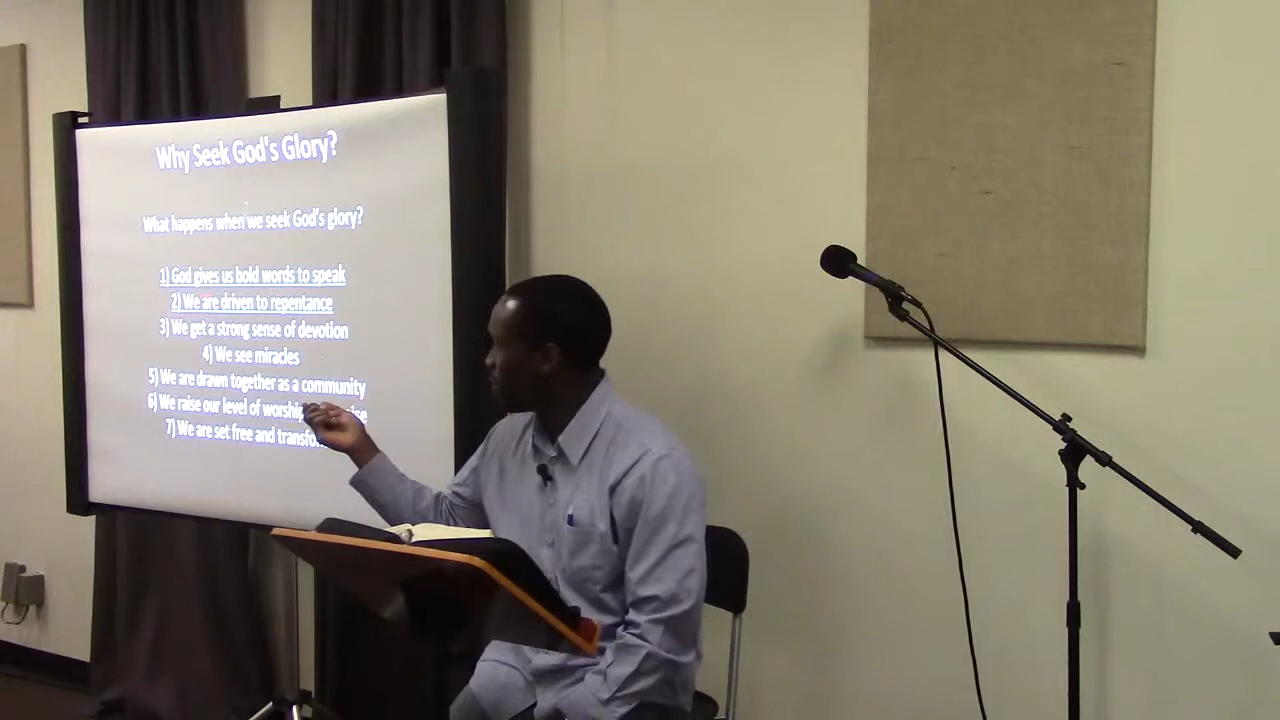 Why Seek God's Glory?
What happens when we seek God's glory?
1) God gives us bold words to speak
2) We are driven to repentance
3) We get a strong sense of devotion
4) We see miracles
5) We are drawn together as a community
6) We raise our level of worship
7) We are set free and